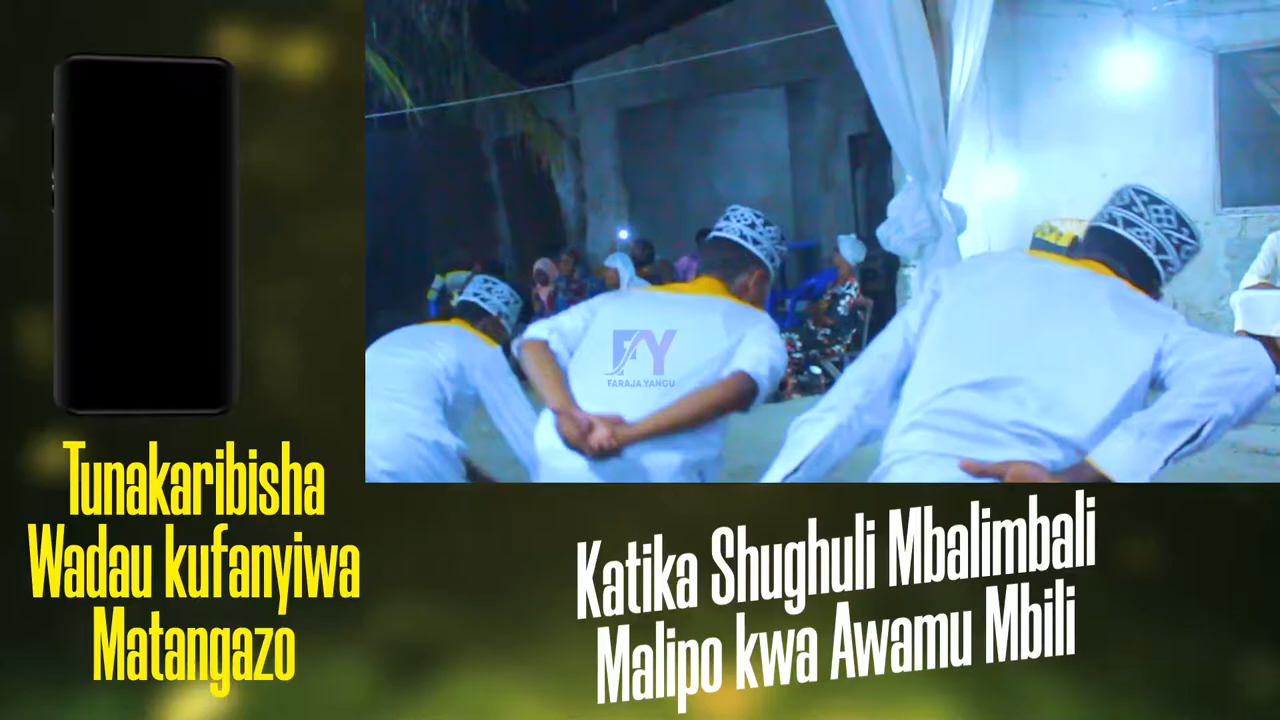 FY
FARAJA YANGU
Tunakaribisha
Wadau kufanyiwa
Matangazo
Katika Shughuli Mbalimbali
Malipo kwa Awamu Mbili